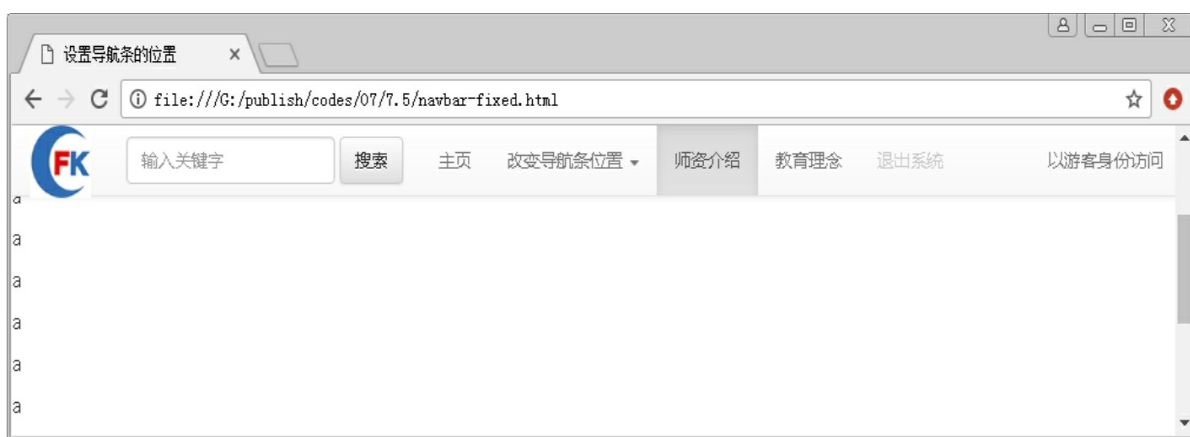 设置导航条的位置
file:///G:/publish/codes/07/7.5/navbar-fixed.html
FK 输入关键字 搜索 主页 改变导航条位置 师资介绍 教育理念 退出系统 以游客身份访问
a
a
a
a
a
a